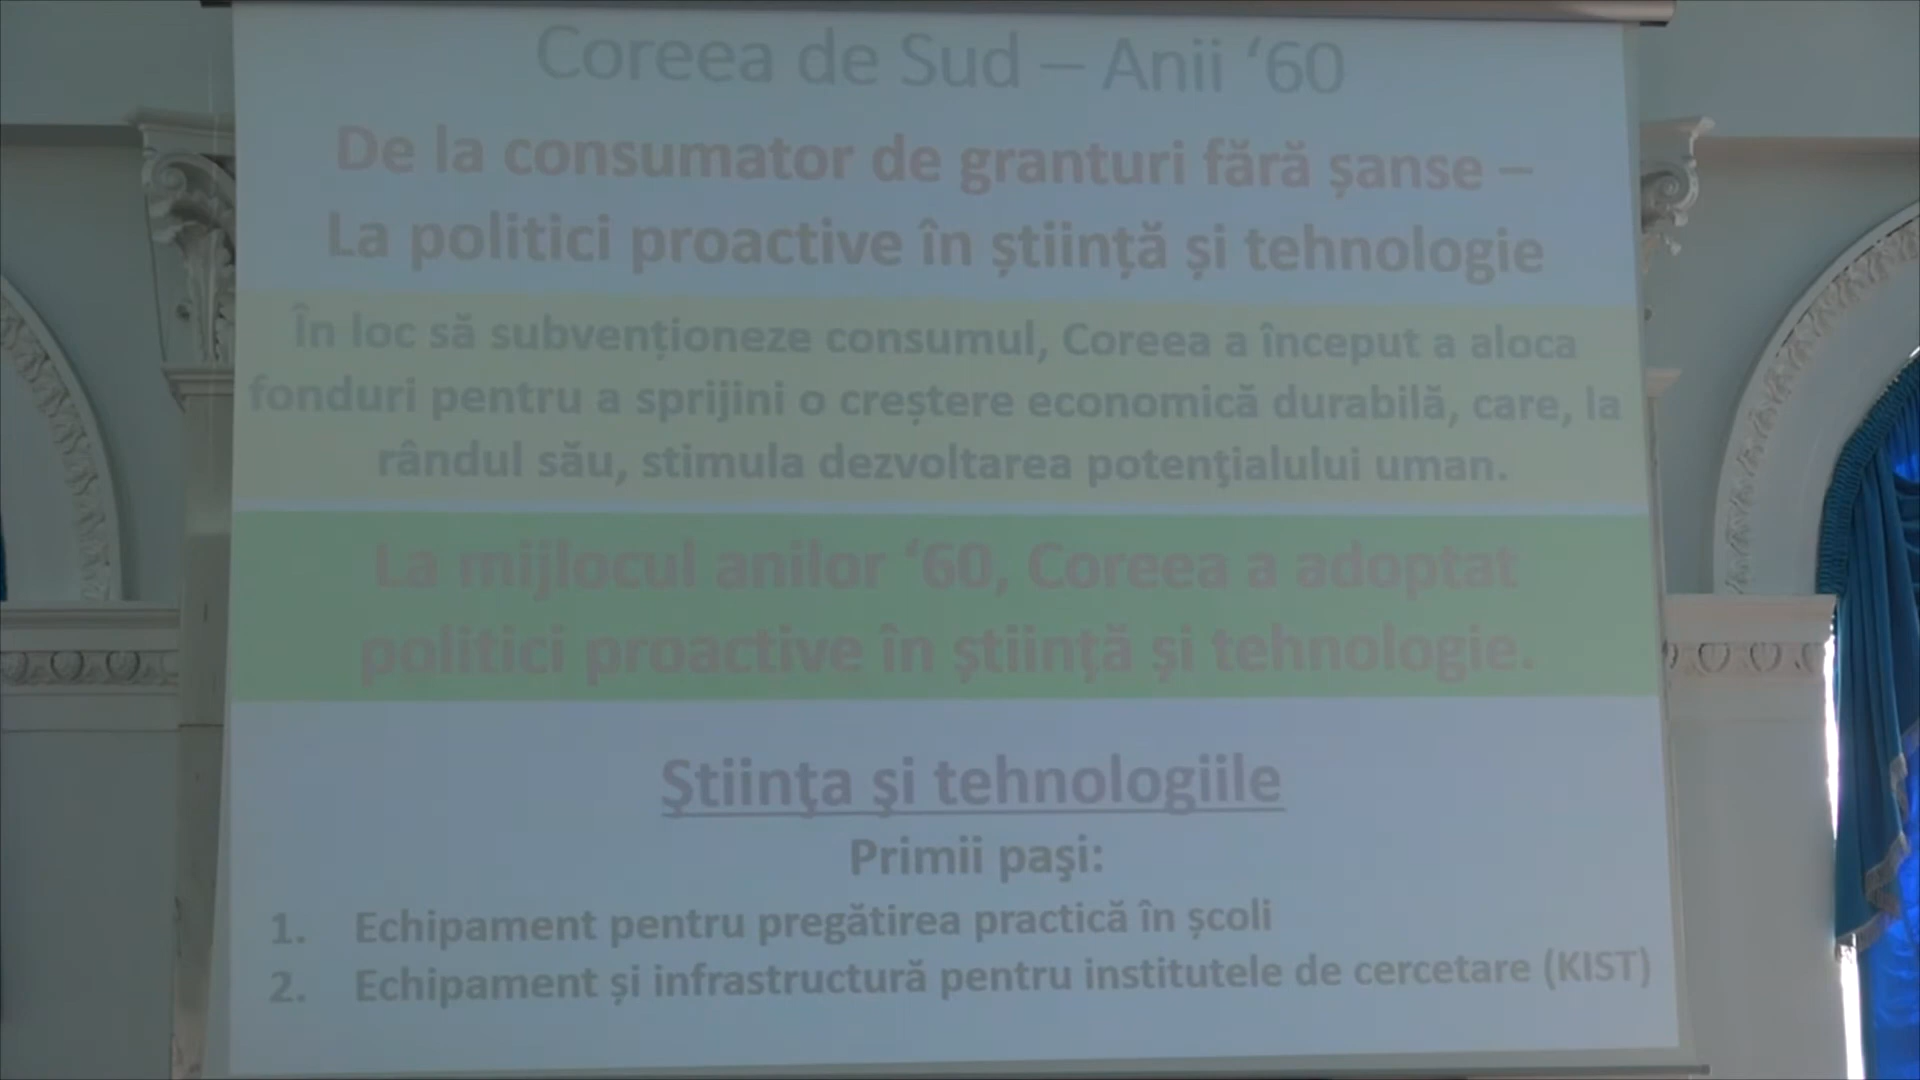 Coreea de Sud – Anii ‘60
De la consumator de granturi fără șanse –
La politici proactive în știință și tehnologie
În loc să subvenționeze consumul, Coreea a început a aloca
fonduri pentru a sprijini o creștere economică durabilă, care, la
rândul său, stimula dezvoltarea potenţialului uman.
La mijlocul anilor ‘60, Coreea a adoptat
politici proactive în știință și tehnologie.
Ştiinţa şi tehnologiile
Primii paşi:
1. Echipament pentru pregătirea practică în școli
2. Echipament și infrastructură pentru institutele de cercetare (KIST)